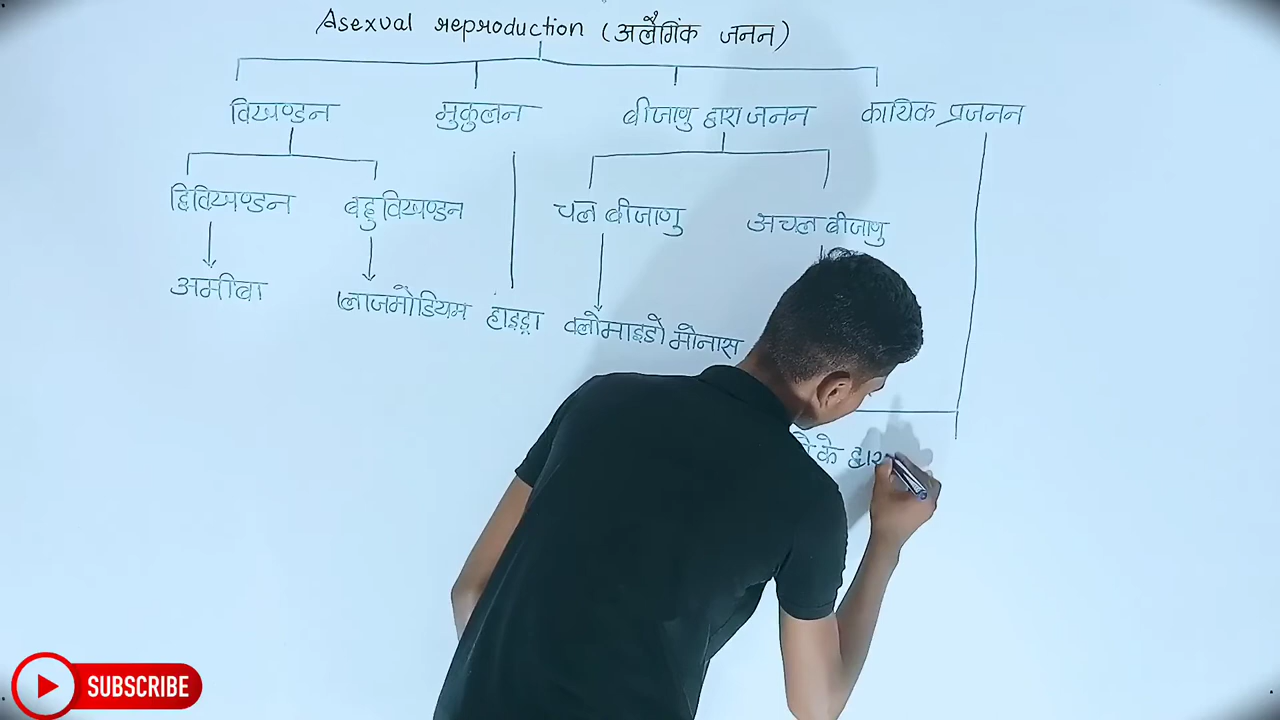 Asexual reproduction (अलैगिंक जनन)
विखण्डन मुकुलन बीजाणु द्वारा जनन कायिक प्रजनन
द्विविखण्डन बहुविखण्डन चल बीजाणु अचल बीजाणु
अमीबा प्लाजमोडियम हाइड्रा क्लोमाइडोमोनास
के द्वारा
SUBSCRIBE